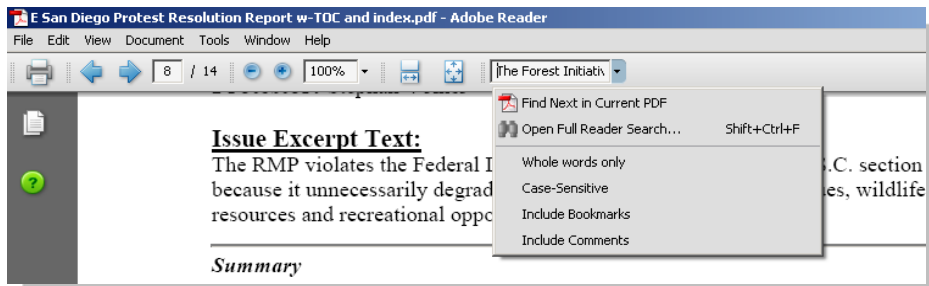 E San Diego Protest Resolution Report w-TOC and index.pdf - Adobe Reader
File Edit View Document Tools Window Help
8 / 14 100% The Forest Initiativ
Find Next in Current PDF
Open Full Reader Search... Shift+Ctrl+F
Whole words only
Case-Sensitive
Include Bookmarks
Include Comments
Issue Excerpt Text:
The RMP violates the Federal L .C. section
because it unnecessarily degrad es, wildlife
resources and recreational oppo
Summary